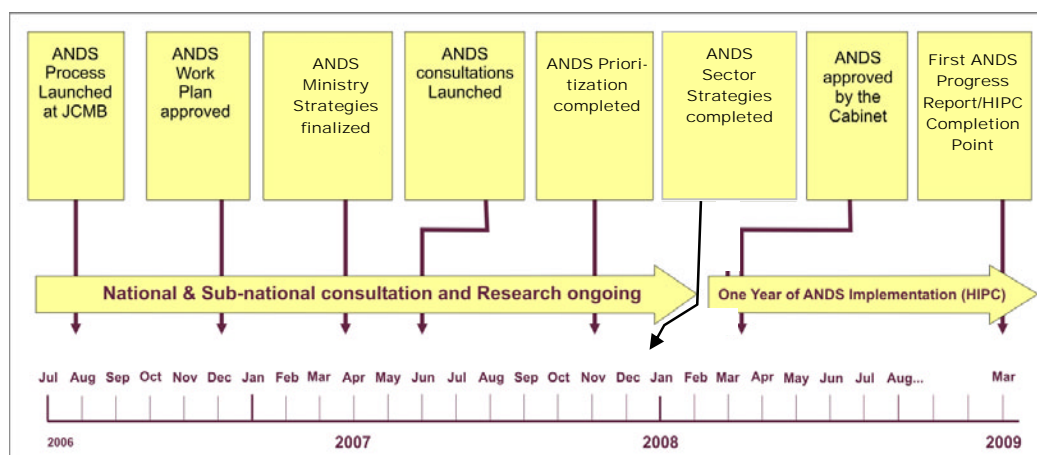 ANDS
Process
Launched
at JCMB
ANDS
Work
Plan
approved
ANDS
Ministry
Strategies
finalized
ANDS
consultations
Launched
ANDS Priori-
tization
completed
ANDS
Sector
Strategies
completed
ANDS
approved
by the
Cabinet
First ANDS
Progress
Report/HIPC
Completion
Point
National & Sub-national consultation and Research ongoing
One Year of ANDS Implementation (HIPC)
Jul Aug Sep Oct Nov Dec Jan Feb Mar Apr May Jun Jul Aug Sep Oct Nov Dec Jan Feb Mar Apr May Jun Jul Aug... Mar
2006 2007 2008 2009